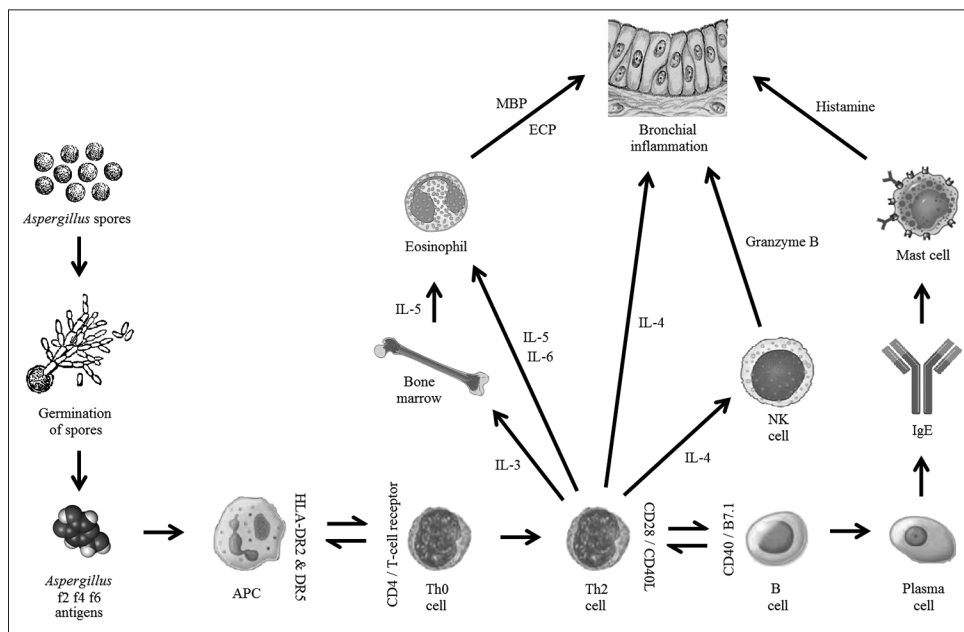 Aspergillus spores
Germination
of spores
Aspergillus
f2 f4 f6
antigens
APC
HLA-DR2 & DR5
CD4 / T-cell receptor
Th0
cell
Th2
cell
CD28 / CD40L
CD40 / B7.1
B
cell
Plasma
cell
IgE
Mast cell
Histamine
NK
cell
Granzyme B
IL-4
IL-4
IL-3
Bone
marrow
IL-5
IL-5
IL-6
Eosinophil
MBP
ECP
Bronchial
inflammation